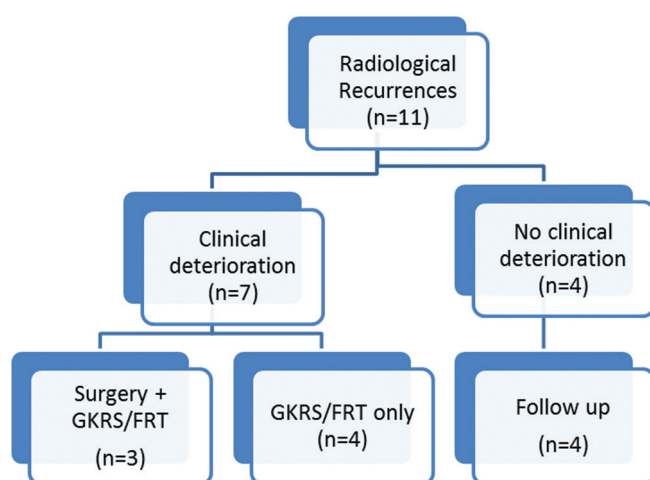 Radiological
Recurrences
(n=11)
Clinical
deterioration
(n=7)
No clinical
deterioration
(n=4)
Surgery +
GKRS/FRT
(n=3)
GKRS/FRT only
(n=4)
Follow up
(n=4)